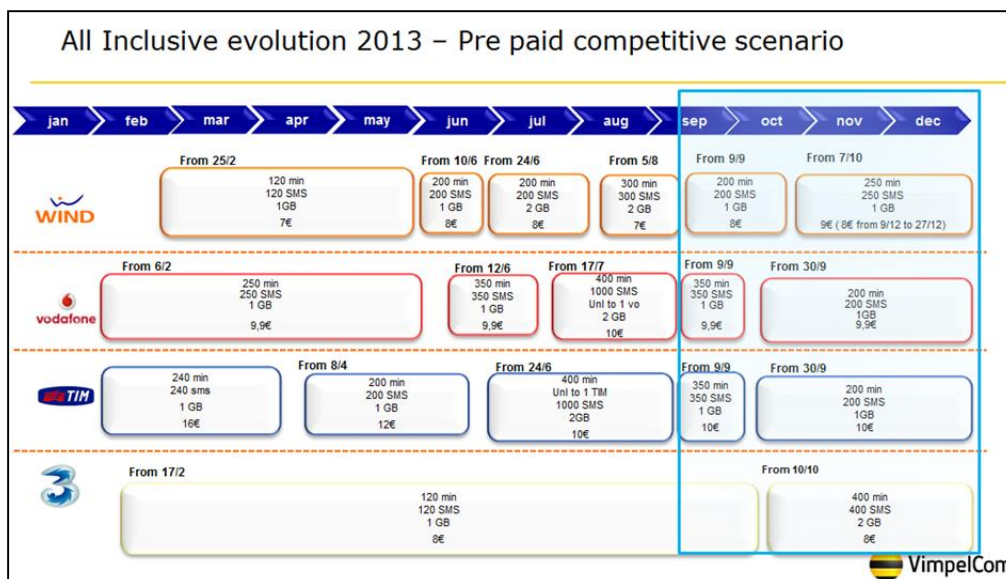 All Inclusive evolution 2013 – Pre paid competitive scenario
jan
feb
mar
apr
may
jun
jul
aug
sep
oct
nov
dec
WIND
From 25/2
120 min
120 SMS
1GB
7€
From 10/6
200 min
200 SMS
1 GB
8€
From 24/6
200 min
200 SMS
2 GB
8€
From 5/8
300 min
300 SMS
2 GB
7€
From 9/9
200 min
200 SMS
1 GB
8€
From 7/10
250 min
250 SMS
1 GB
9€ ( 8€ from 9/12 to 27/12)
vodafone
From 6/2
250 min
250 SMS
1 GB
9,9€
From 12/6
350 min
350 SMS
1 GB
9,9€
From 17/7
400 min
1000 SMS
Unl to 1 vo
2 GB
10€
From 9/9
350 min
350 SMS
1 GB
9,9€
From 30/9
200 min
200 SMS
1GB
9,9€
TIM
240 min
240 sms
1 GB
16€
From 8/4
200 min
200 SMS
1 GB
12€
From 24/6
400 min
Unl to 1 TIM
1000 SMS
2GB
10€
From 9/9
350 min
350 SMS
1 GB
10€
From 30/9
200 min
200 SMS
1GB
10€
3
From 17/2
120 min
120 SMS
1 GB
8€
From 10/10
400 min
400 SMS
2 GB
8€
VimpelCom